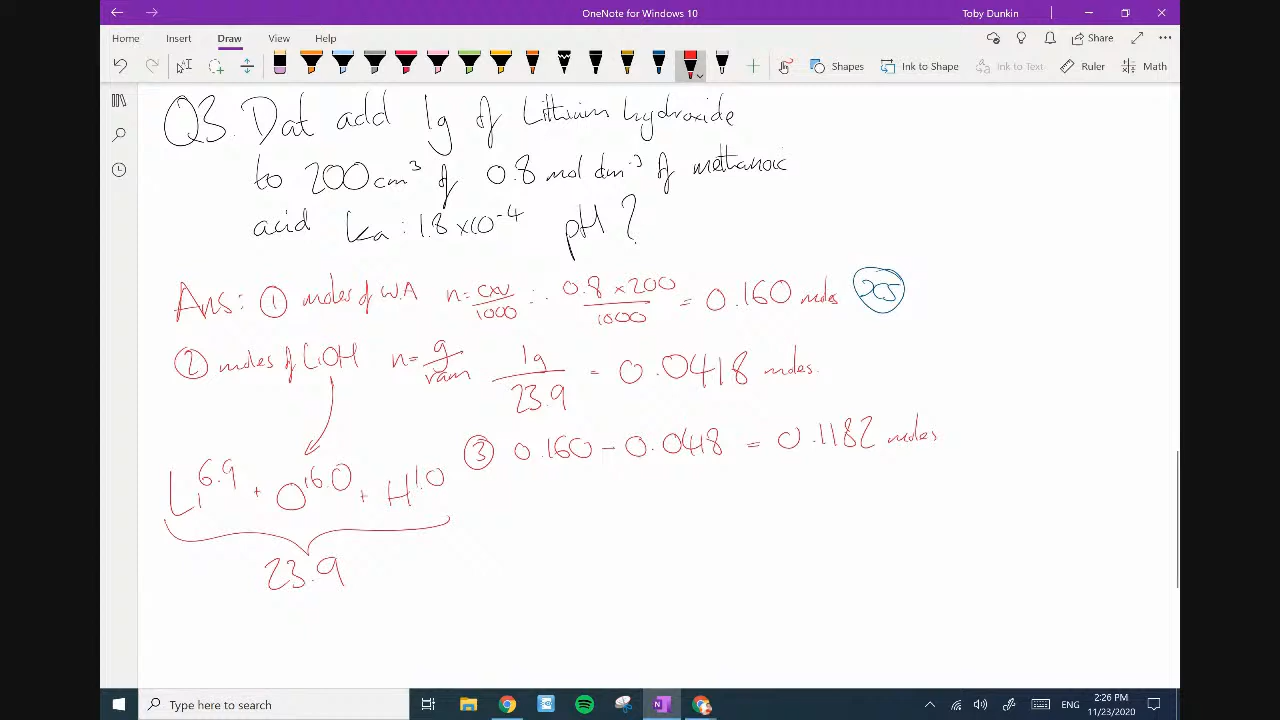 OneNote for Windows 10
Toby Dunkin
Home Insert Draw View Help
Share
Shapes Ink to Shape Ink to Text Ruler Math
Q3. Dat add 1g of Lithium hydroxide
to 200cm³ of 0.8 mol dm⁻³ of methanoic
acid ka : 1.8 x10⁻⁴ pH ?
Ans: ① moles of W.A n= cxv/1000 ∴ 0.8 x 200/1000 = 0.160 moles
② moles of LiOH n= g/ram 1g/23.9 = 0.0418 moles.
③ 0.160 - 0.0418 = 0.1182 moles
Li 6.9 + O 16.0 + H 1.0
23.9
Type here to search
ENG
2:26 PM
11/23/2020